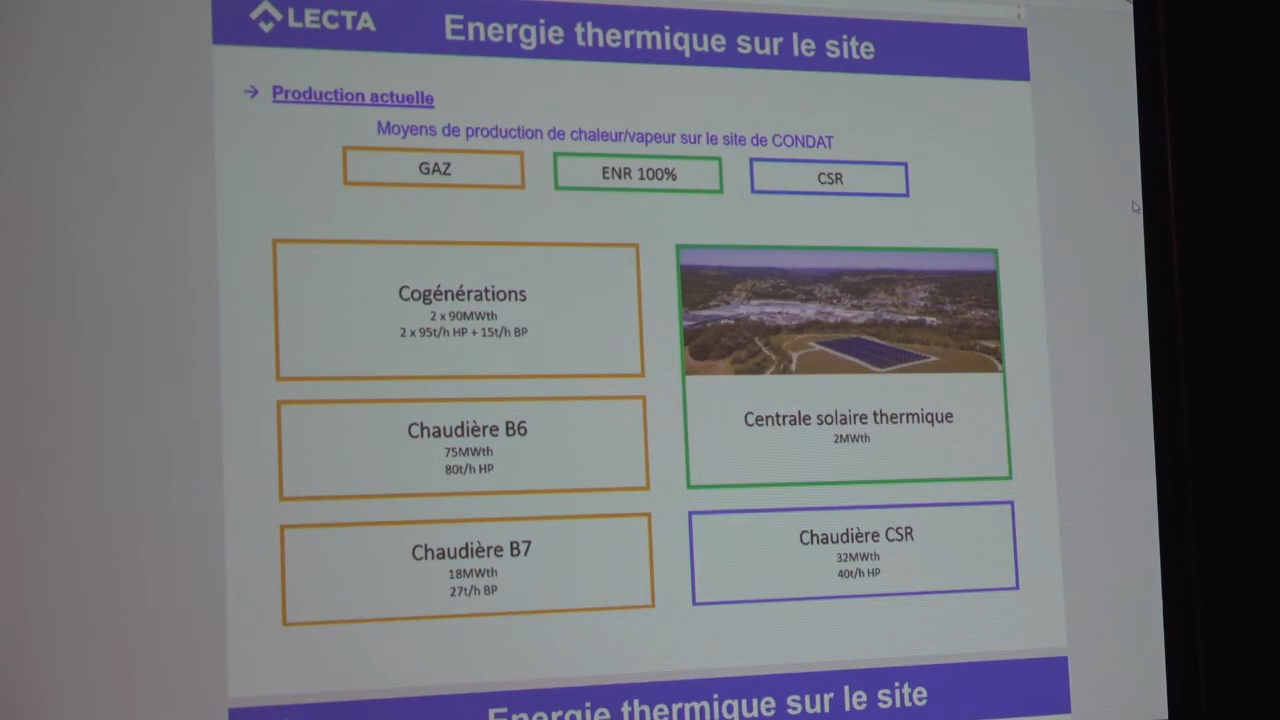 LECTA
Energie thermique sur le site
→ Production actuelle
Moyens de production de chaleur/vapeur sur le site de CONDAT
GAZ
ENR 100%
CSR
Cogénérations
2 x 90MWth
2 x 95t/h HP + 15t/h BP
Chaudière B6
75MWth
80t/h HP
Chaudière B7
18MWth
27t/h BP
Centrale solaire thermique
2MWth
Chaudière CSR
32MWth
40t/h HP
Energie thermique sur le site